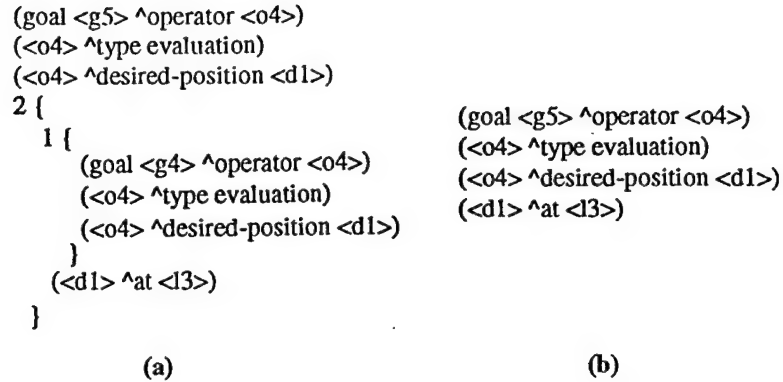 (goal <g5> ^operator <o4>)
(<o4> ^type evaluation)
(<o4> ^desired-position <d1>)
2 {
1 {
(goal <g4> ^operator <o4>)
(<o4> ^type evaluation)
(<o4> ^desired-position <d1>)
}
(<d1> ^at <l3>)
}
(a)
(goal <g5> ^operator <o4>)
(<o4> ^type evaluation)
(<o4> ^desired-position <d1>)
(<d1> ^at <l3>)
(b)